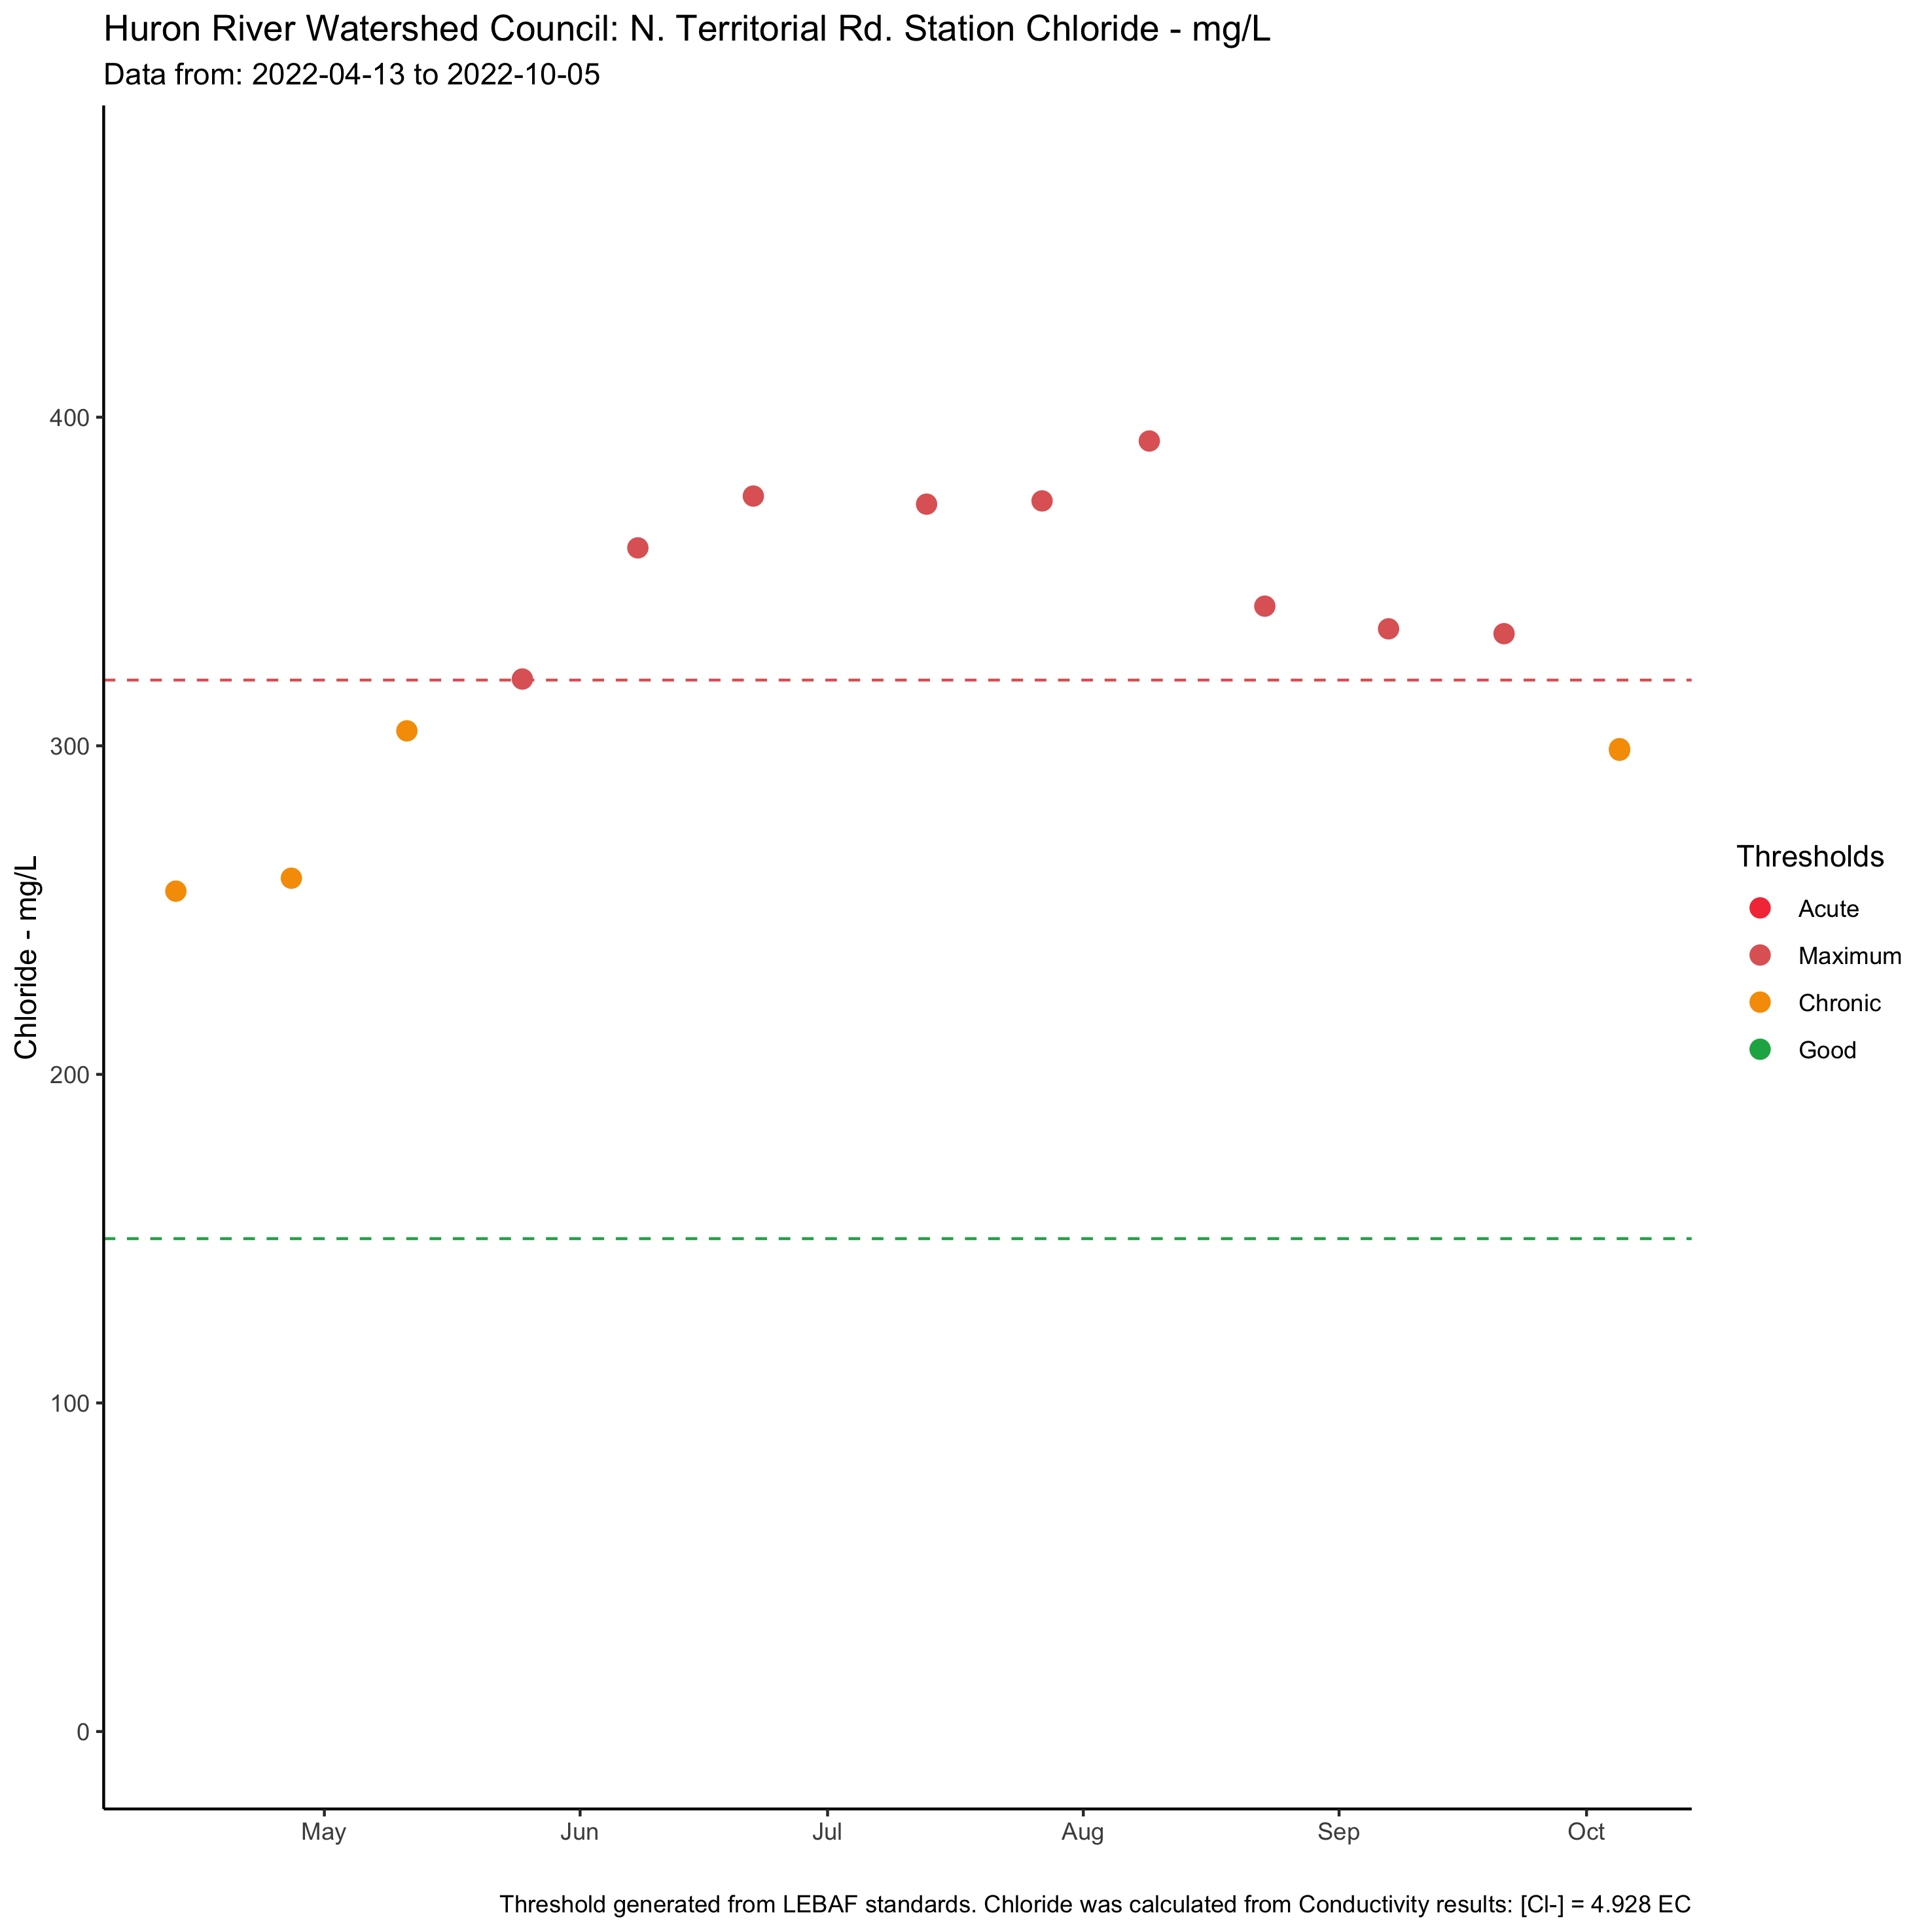 Huron River Watershed Council: N. Territorial Rd. Station Chloride - mg/L
Data from: 2022-04-13 to 2022-10-05
Chloride - mg/L
400
300
200
100
0
May Jun Jul Aug Sep Oct
Thresholds
Acute
Maximum
Chronic
Good
Threshold generated from LEBAF standards. Chloride was calculated from Conductivity results: [Cl-] = 4.928 EC